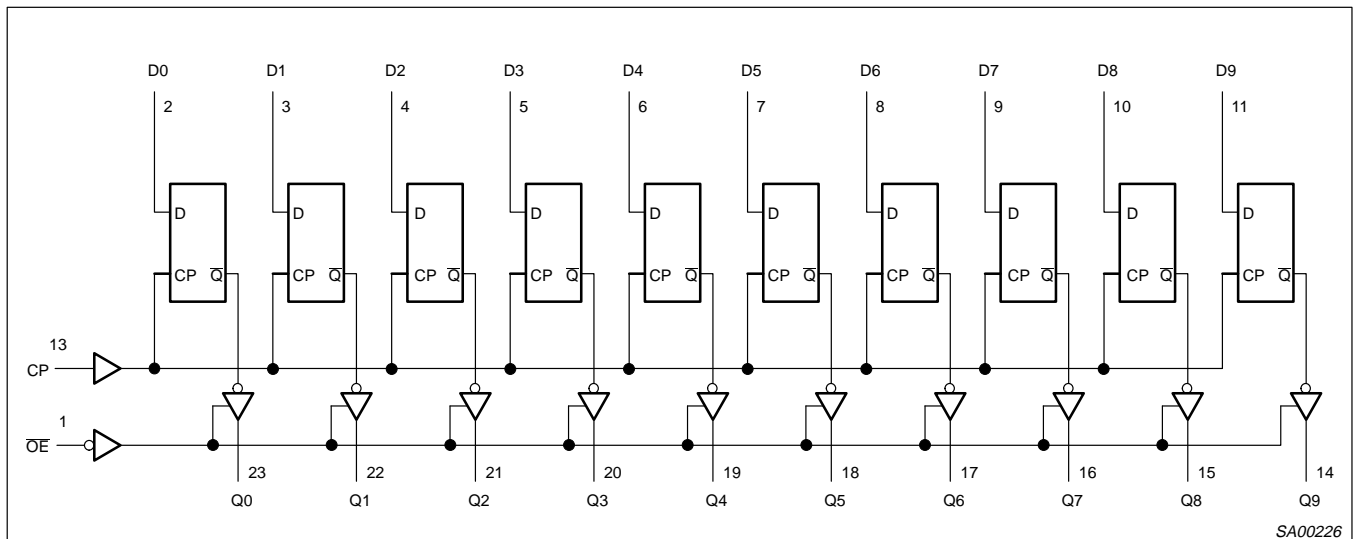 D0 D1 D2 D3 D4 D5 D6 D7 D8 D9
2 3 4 5 6 7 8 9 10 11
D D D D D D D D D D
CP Q̅ CP Q̅ CP Q̅ CP Q̅ CP Q̅ CP Q̅ CP Q̅ CP Q̅ CP Q̅ CP Q̅
13
CP
1
O̅E̅
23 22 21 20 19 18 17 16 15 14
Q0 Q1 Q2 Q3 Q4 Q5 Q6 Q7 Q8 Q9
SA00226